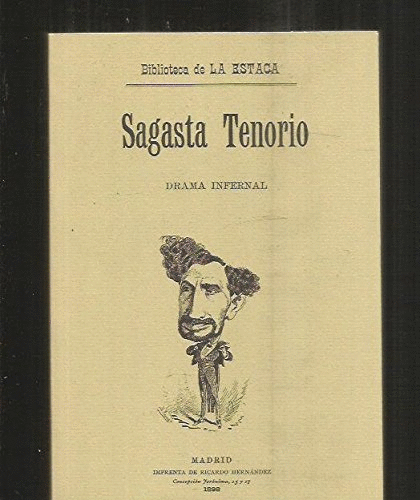 Biblioteca de LA ESTACA
Sagasta Tenorio
DRAMA INFERNAL
MADRID
IMPRENTA DE RICARDO HERNÁNDEZ
Concepción Jerónima, 15 y 17
1898